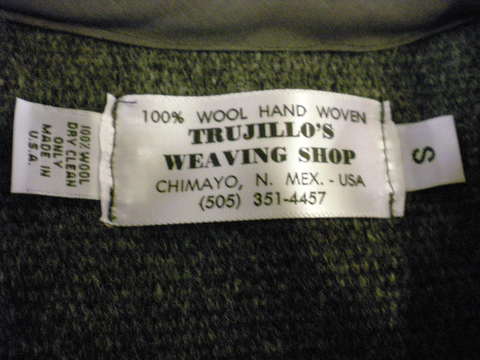 100% WOOL HAND WOVEN
TRUJILLO'S
WEAVING SHOP
CHIMAYO, N. MEX. - USA
(505) 351-4457
100% WOOL
DRY CLEAN
ONLY
MADE IN
U.S.A.
S